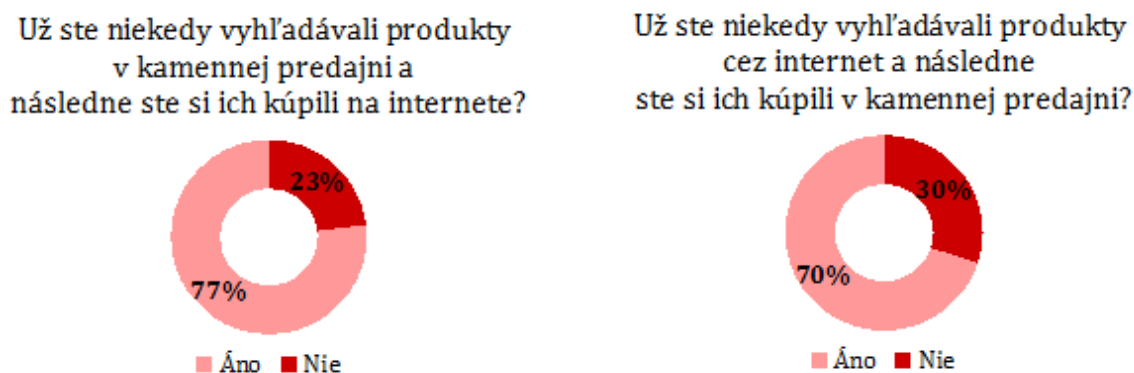 Už ste niekedy vyhľadávali produkty
v kamennej predajni a
následne ste si ich kúpili na internete?
23%
77%
Áno Nie
Už ste niekedy vyhľadávali produkty
cez internet a následne
ste si ich kúpili v kamennej predajni?
30%
70%
Áno Nie